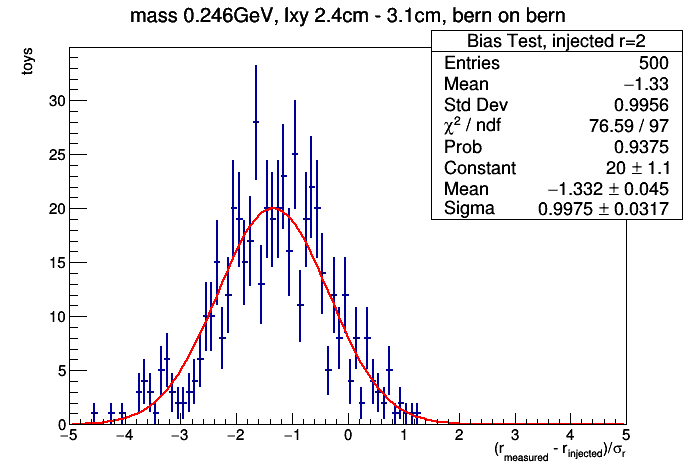 mass 0.246GeV, lxy 2.4cm - 3.1cm, bern on bern
toys
Bias Test, injected r=2
Entries 500
Mean −1.33
Std Dev 0.9956
χ² / ndf 76.59 / 97
Prob 0.9375
Constant 20 ± 1.1
Mean −1.332 ± 0.045
Sigma 0.9975 ± 0.0317
30
25
20
15
10
5
0
−5 −4 −3 −2 −1 0 1 2 3 4 5
(r_measured - r_injected)/σ_r